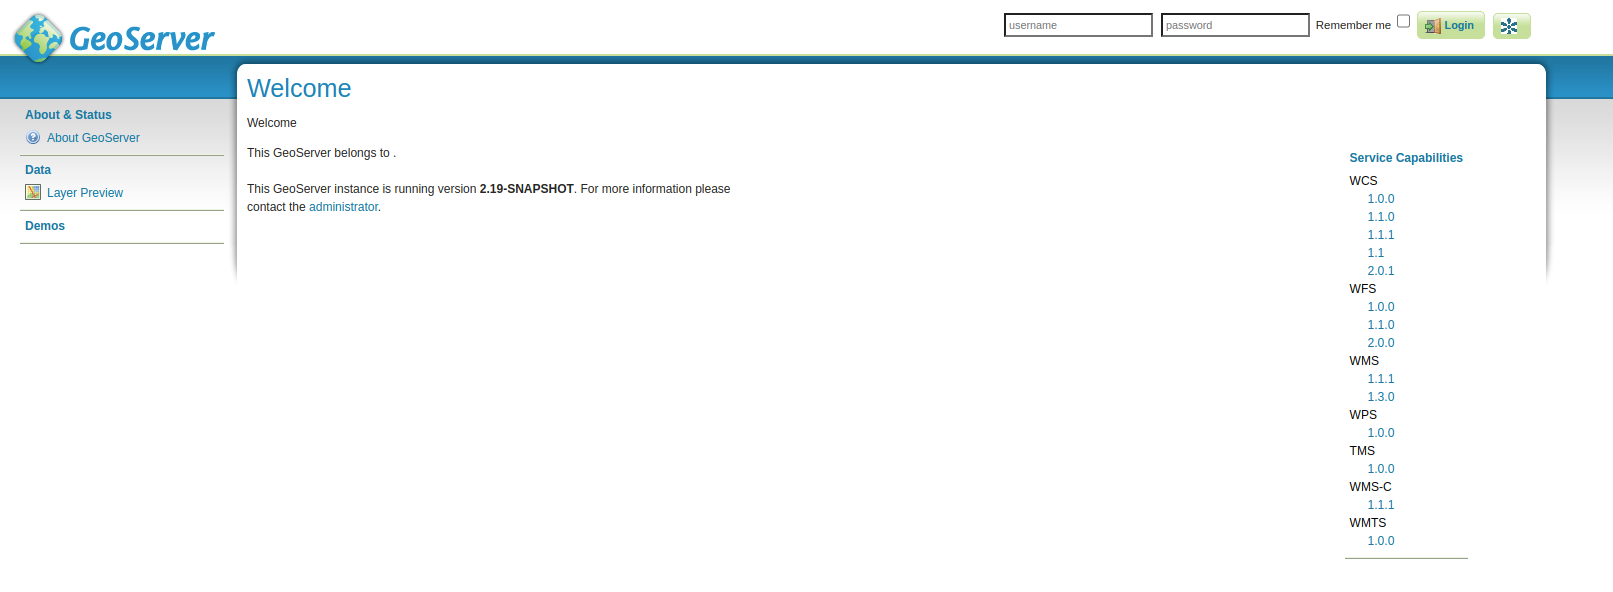 GeoServer
username password Remember me Login
Welcome
About & Status
About GeoServer
Data
Layer Preview
Demos
Welcome
This GeoServer belongs to .
This GeoServer instance is running version 2.19-SNAPSHOT. For more information please
contact the administrator.
Service Capabilities
WCS
1.0.0
1.1.0
1.1.1
1.1
2.0.1
WFS
1.0.0
1.1.0
2.0.0
WMS
1.1.1
1.3.0
WPS
1.0.0
TMS
1.0.0
WMS-C
1.1.1
WMTS
1.0.0